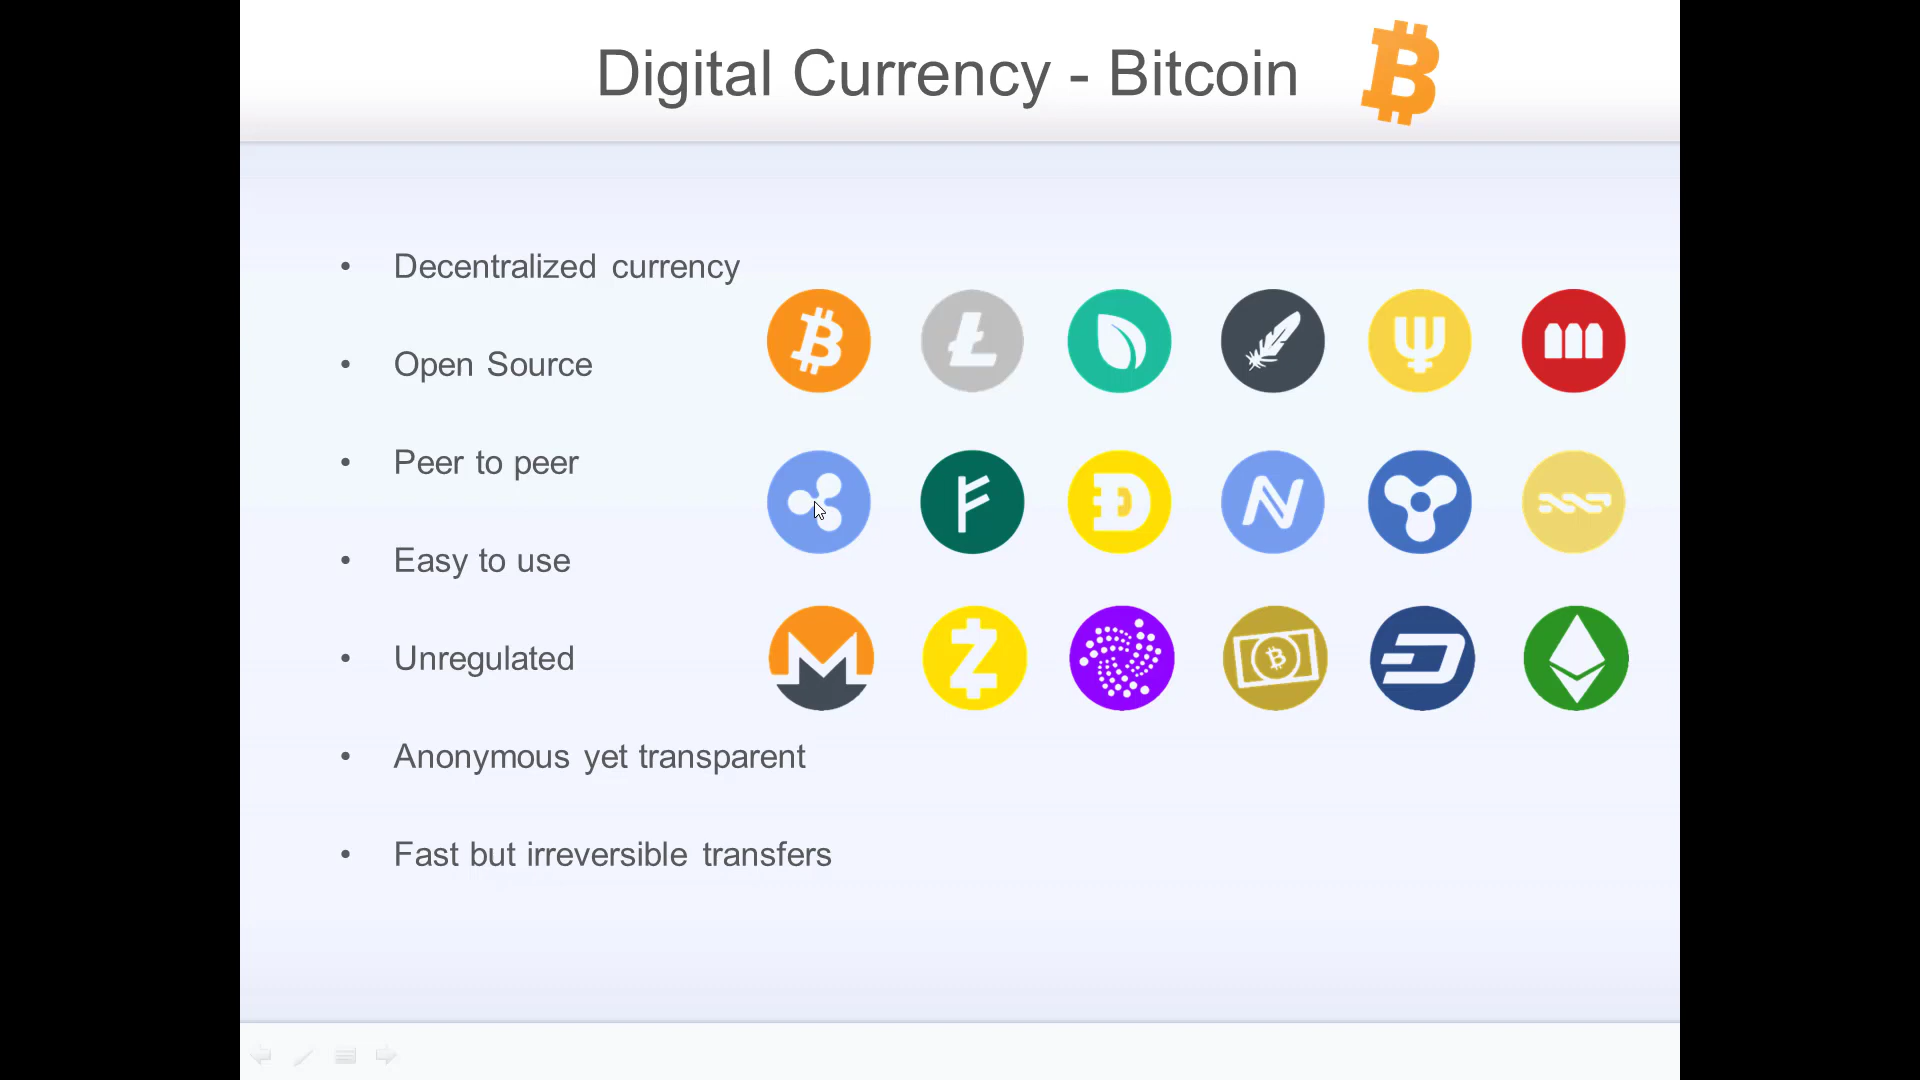 Digital Currency - Bitcoin
• Decentralized currency
• Open Source
• Peer to peer
• Easy to use
• Unregulated
• Anonymous yet transparent
• Fast but irreversible transfers